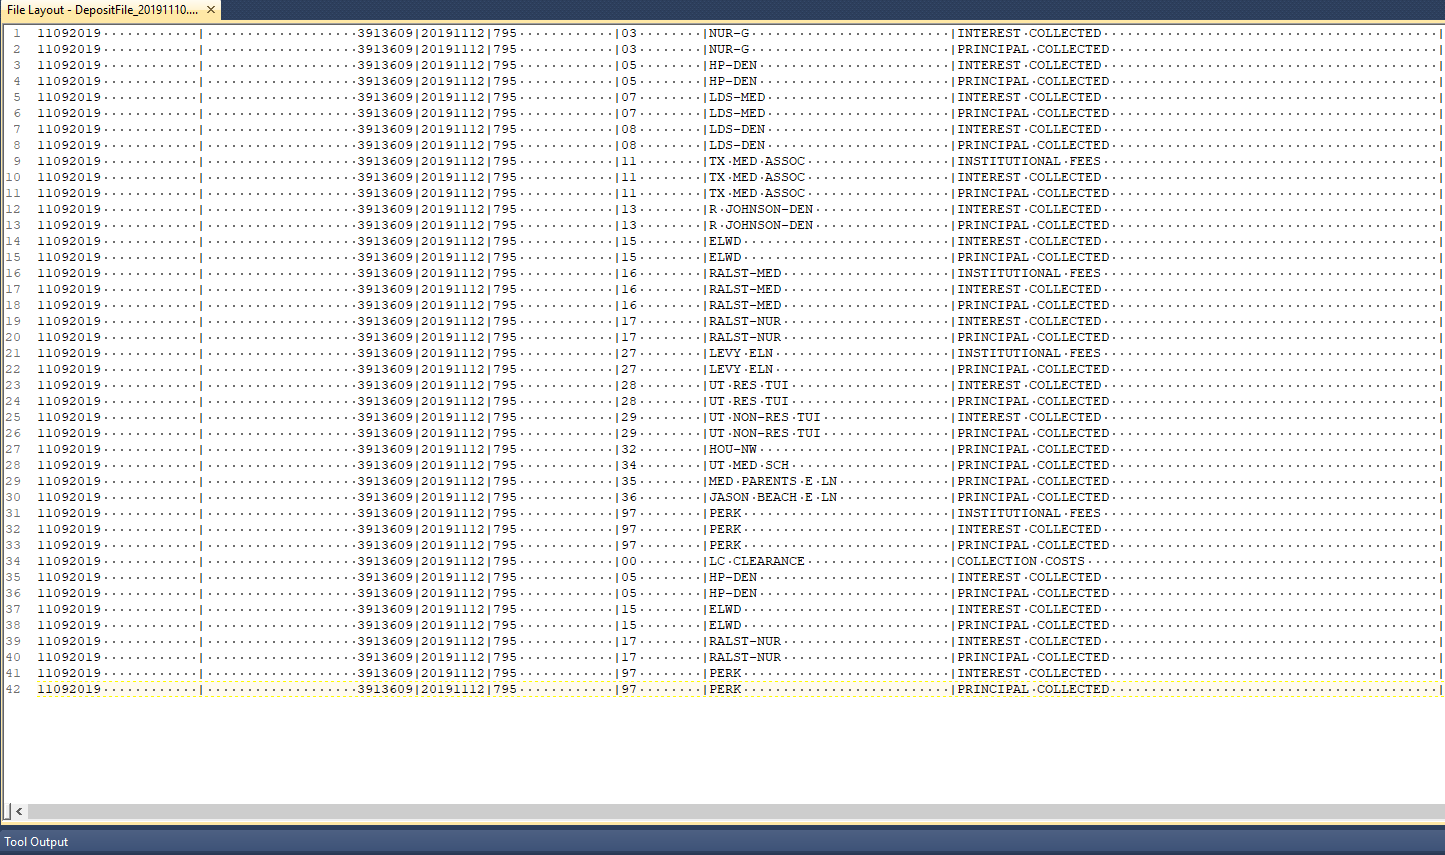 File Layout - DepositFile_20191110.... ×
1 11092019 | 3913609|20191112|795 |03 |NUR-G |INTEREST COLLECTED |
2 11092019 | 3913609|20191112|795 |03 |NUR-G |PRINCIPAL COLLECTED |
3 11092019 | 3913609|20191112|795 |05 |HP-DEN |INTEREST COLLECTED |
4 11092019 | 3913609|20191112|795 |05 |HP-DEN |PRINCIPAL COLLECTED |
5 11092019 | 3913609|20191112|795 |07 |LDS-MED |INTEREST COLLECTED |
6 11092019 | 3913609|20191112|795 |07 |LDS-MED |PRINCIPAL COLLECTED |
7 11092019 | 3913609|20191112|795 |08 |LDS-DEN |INTEREST COLLECTED |
8 11092019 | 3913609|20191112|795 |08 |LDS-DEN |PRINCIPAL COLLECTED |
9 11092019 | 3913609|20191112|795 |11 |TX MED ASSOC |INSTITUTIONAL FEES |
10 11092019 | 3913609|20191112|795 |11 |TX MED ASSOC |INTEREST COLLECTED |
11 11092019 | 3913609|20191112|795 |11 |TX MED ASSOC |PRINCIPAL COLLECTED |
12 11092019 | 3913609|20191112|795 |13 |R JOHNSON-DEN |INTEREST COLLECTED |
13 11092019 | 3913609|20191112|795 |13 |R JOHNSON-DEN |PRINCIPAL COLLECTED |
14 11092019 | 3913609|20191112|795 |15 |ELWD |INTEREST COLLECTED |
15 11092019 | 3913609|20191112|795 |15 |ELWD |PRINCIPAL COLLECTED |
16 11092019 | 3913609|20191112|795 |16 |RALST-MED |INSTITUTIONAL FEES |
17 11092019 | 3913609|20191112|795 |16 |RALST-MED |INTEREST COLLECTED |
18 11092019 | 3913609|20191112|795 |16 |RALST-MED |PRINCIPAL COLLECTED |
19 11092019 | 3913609|20191112|795 |17 |RALST-NUR |INTEREST COLLECTED |
20 11092019 | 3913609|20191112|795 |17 |RALST-NUR |PRINCIPAL COLLECTED |
21 11092019 | 3913609|20191112|795 |27 |LEVY ELN |INSTITUTIONAL FEES |
22 11092019 | 3913609|20191112|795 |27 |LEVY ELN |PRINCIPAL COLLECTED |
23 11092019 | 3913609|20191112|795 |28 |UT RES TUI |INTEREST COLLECTED |
24 11092019 | 3913609|20191112|795 |28 |UT RES TUI |PRINCIPAL COLLECTED |
25 11092019 | 3913609|20191112|795 |29 |UT NON-RES TUI |INTEREST COLLECTED |
26 11092019 | 3913609|20191112|795 |29 |UT NON-RES TUI |PRINCIPAL COLLECTED |
27 11092019 | 3913609|20191112|795 |32 |HOU-NW |PRINCIPAL COLLECTED |
28 11092019 | 3913609|20191112|795 |34 |UT MED SCH |PRINCIPAL COLLECTED |
29 11092019 | 3913609|20191112|795 |35 |MED PARENTS E LN |PRINCIPAL COLLECTED |
30 11092019 | 3913609|20191112|795 |36 |JASON BEACH E LN |PRINCIPAL COLLECTED |
31 11092019 | 3913609|20191112|795 |97 |PERK |INSTITUTIONAL FEES |
32 11092019 | 3913609|20191112|795 |97 |PERK |INTEREST COLLECTED |
33 11092019 | 3913609|20191112|795 |97 |PERK |PRINCIPAL COLLECTED |
34 11092019 | 3913609|20191112|795 |00 |LC CLEARANCE |COLLECTION COSTS |
35 11092019 | 3913609|20191112|795 |05 |HP-DEN |INTEREST COLLECTED |
36 11092019 | 3913609|20191112|795 |05 |HP-DEN |PRINCIPAL COLLECTED |
37 11092019 | 3913609|20191112|795 |15 |ELWD |INTEREST COLLECTED |
38 11092019 | 3913609|20191112|795 |15 |ELWD |PRINCIPAL COLLECTED |
39 11092019 | 3913609|20191112|795 |17 |RALST-NUR |INTEREST COLLECTED |
40 11092019 | 3913609|20191112|795 |17 |RALST-NUR |PRINCIPAL COLLECTED |
41 11092019 | 3913609|20191112|795 |97 |PERK |INTEREST COLLECTED |
42 11092019 | 3913609|20191112|795 |97 |PERK |PRINCIPAL COLLECTED |
Tool Output